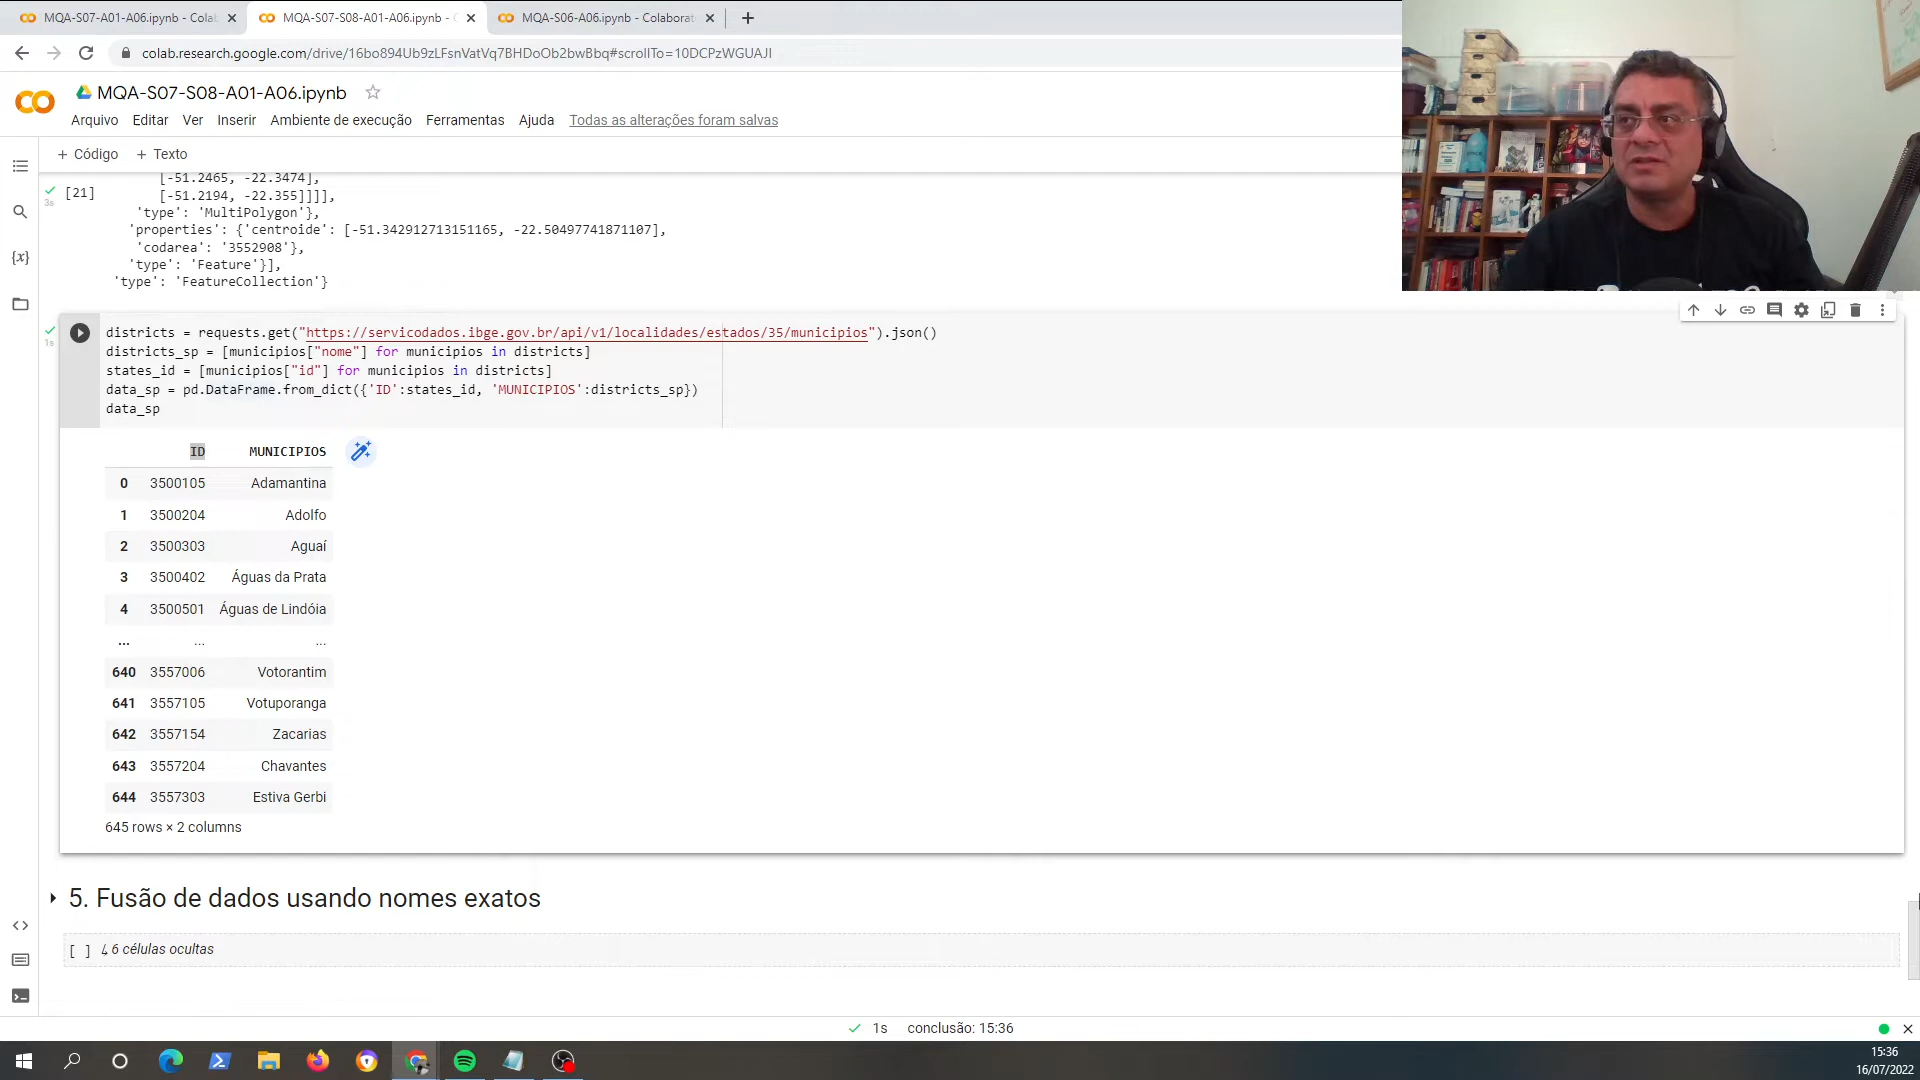 MQA-S07-A01-A06.ipynb - Cola
MQA-S07-S08-A01-A06.ipynb - C
MQA-S06-A06.ipynb - Colaborat
colab.research.google.com/drive/16bo894Ub9zLFsnVatVq7BHDoOb2bwBbq#scrollTo=10DCPzWGUAJI
MQA-S07-S08-A01-A06.ipynb
Arquivo Editar Ver Inserir Ambiente de execução Ferramentas Ajuda Todas as alterações foram salvas
+ Código + Texto
[-51.2465, -22.3474],
[21] [-51.2194, -22.355]]]],
3s
'type': 'MultiPolygon'},
'properties': {'centroide': [-51.342912713151165, -22.50497741871107],
'codarea': '3552908'},
'type': 'Feature'}],
'type': 'FeatureCollection'}
1s
districts = requests.get("https://servicodados.ibge.gov.br/api/v1/localidades/estados/35/municipios").json()
districts_sp = [municipios["nome"] for municipios in districts]
states_id = [municipios["id"] for municipios in districts]
data_sp = pd.DataFrame.from_dict({'ID':states_id, 'MUNICIPIOS':districts_sp})
data_sp
ID MUNICIPIOS
0 3500105 Adamantina
1 3500204 Adolfo
2 3500303 Aguaí
3 3500402 Águas da Prata
4 3500501 Águas de Lindóia
... ... ...
640 3557006 Votorantim
641 3557105 Votuporanga
642 3557154 Zacarias
643 3557204 Chavantes
644 3557303 Estiva Gerbi
645 rows × 2 columns
5. Fusão de dados usando nomes exatos
[ ] ↳ 6 células ocultas
1s conclusão: 15:36
15:36
16/07/2022